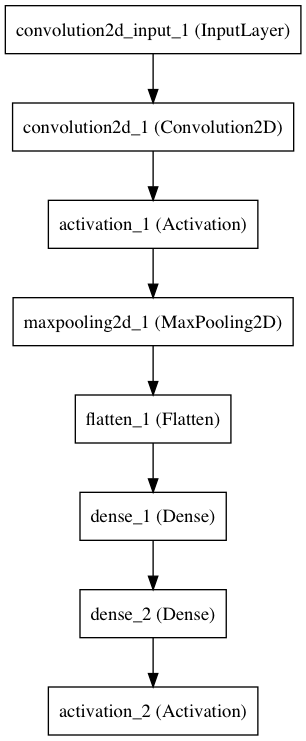 convolution2d_input_1 (InputLayer)
convolution2d_1 (Convolution2D)
activation_1 (Activation)
maxpooling2d_1 (MaxPooling2D)
flatten_1 (Flatten)
dense_1 (Dense)
dense_2 (Dense)
activation_2 (Activation)